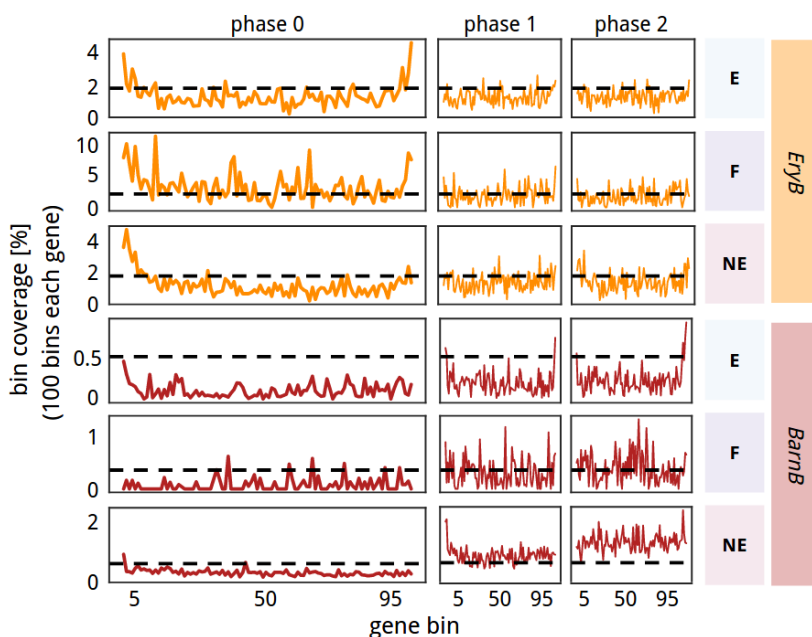 phase 0 phase 1 phase 2
bin coverage [%]
(100 bins each gene)
4
2
0
E
10
5
0
F
4
2
0
NE
EryB
0.5
0
E
1
0
F
2
0
NE
BarnB
5 50 95 5 50 95 5 50 95
gene bin